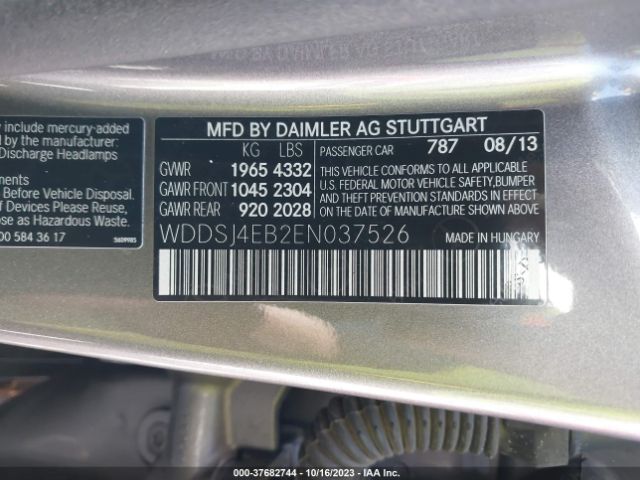 include mercury-added
d by the manufacturer:
Discharge Headlamps
onents
Before Vehicle Disposal.
of Devices Please Reuse,
ose as Hazardous Waste.
00 584 36 17
5609985
MFD BY DAIMLER AG STUTTGART
KG LBS PASSENGER CAR 787 08/13
GVWR 1965 4332
GAWR FRONT 1045 2304
GAWR REAR 920 2028
THIS VEHICLE CONFORMS TO ALL APPLICABLE
U.S. FEDERAL MOTOR VEHICLE SAFETY,BUMPER
AND THEFT PREVENTION STANDARDS IN EFFECT
ON THE DATE OF MANUFACTURE SHOWN ABOVE.
WDDSJ4EB2EN037526 MADE IN HUNGARY
000-37682744 - 10/16/2023 - IAA Inc.